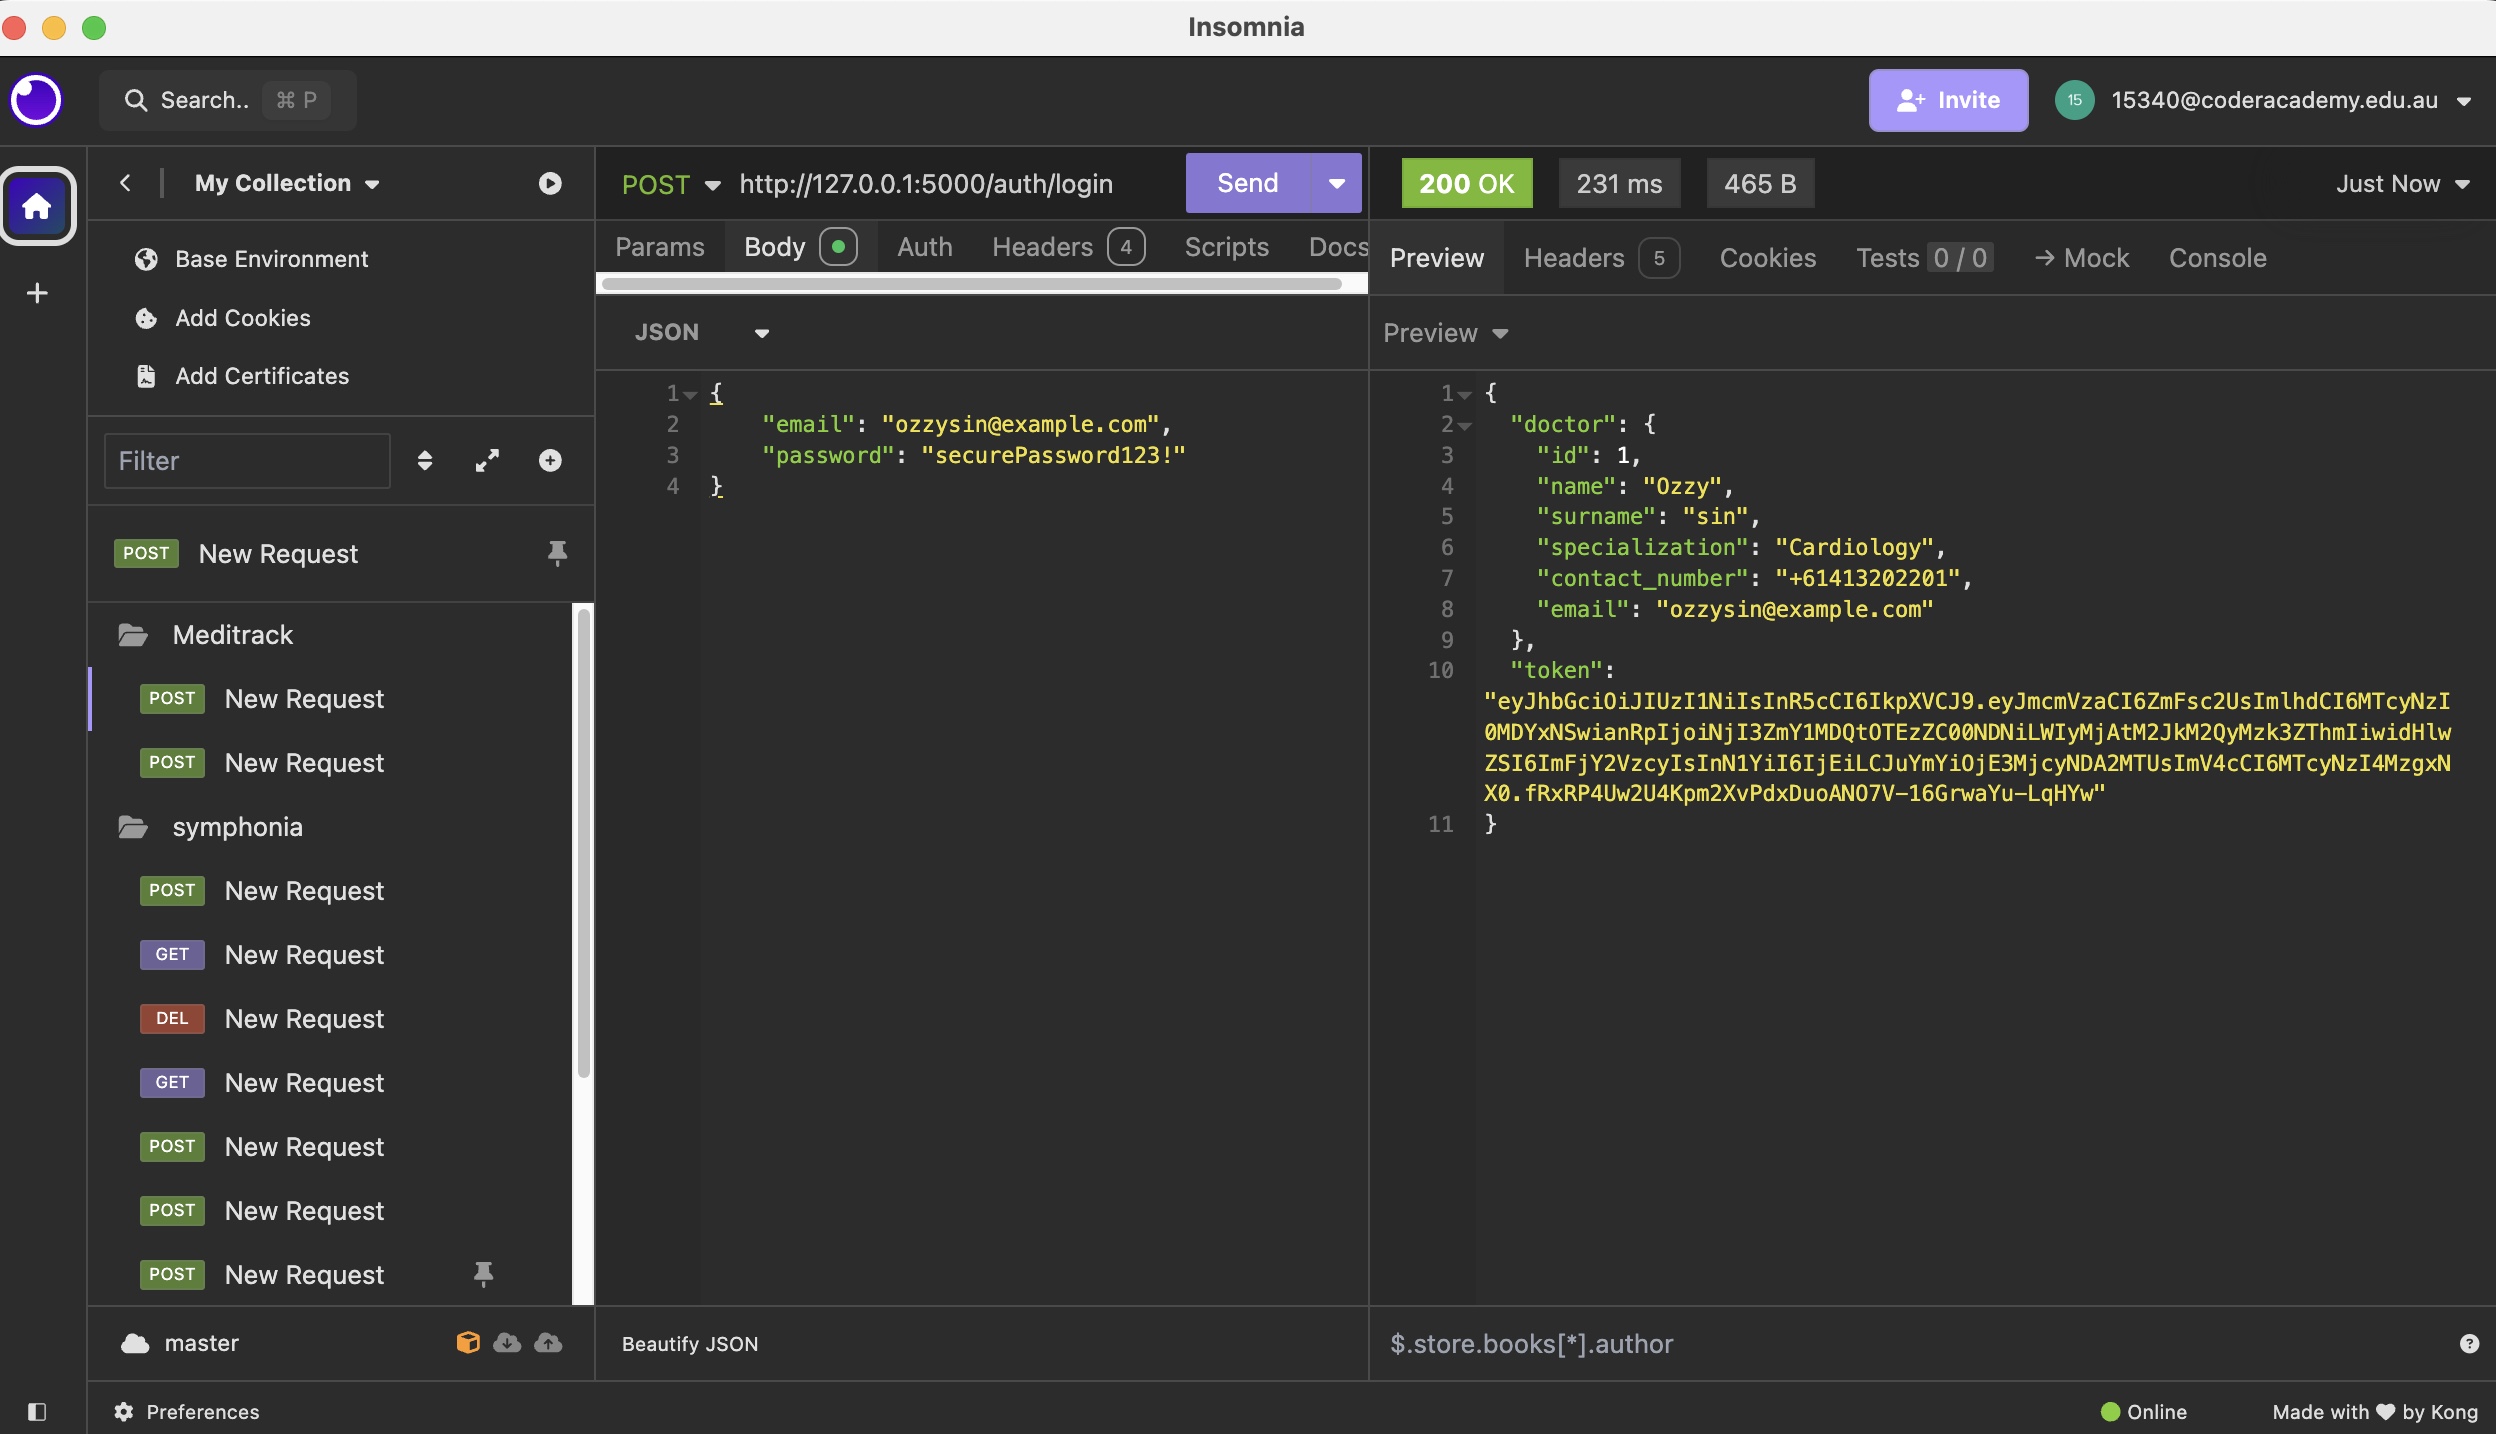 Insomnia
Search.. ⌘ P
Invite
15
15340@coderacademy.edu.au
My Collection
Base Environment
Add Cookies
Add Certificates
Filter
POST New Request
Meditrack
POST New Request
POST New Request
symphonia
POST New Request
GET New Request
DEL New Request
GET New Request
POST New Request
POST New Request
POST New Request
master
Preferences
POST http://127.0.0.1:5000/auth/login Send
Params Body Auth Headers 4 Scripts Docs
JSON
1 {
2 "email": "ozzysin@example.com",
3 "password": "securePassword123!"
4 }
Beautify JSON
200 OK 231 ms 465 B Just Now
Preview Headers 5 Cookies Tests 0 / 0 → Mock Console
Preview
1 {
2 "doctor": {
3 "id": 1,
4 "name": "Ozzy",
5 "surname": "sin",
6 "specialization": "Cardiology",
7 "contact_number": "+61413202201",
8 "email": "ozzysin@example.com"
9 },
10 "token":
"eyJhbGciOiJIUzI1NiIsInR5cCI6IkpXVCJ9.eyJmcmVzaCI6ZmFsc2UsImlhdCI6MTcyNzI
0MDYxNSwianRpIjoiNjI3ZmY1MDQtOTEzZC00NDNiLWIyMjAtM2JkM2QyMzk3ZThmIiwidHlw
ZSI6ImFjY2VzcyIsInN1YiI6IjEiLCJuYmYiOjE3MjcyNDA2MTUsImV4cCI6MTcyNzI4MzgxN
X0.fRxRP4Uw2U4Kpm2XvPdxDuoANO7V-16GrwaYu-LqHYw"
11 }
$.store.books[*].author
Online
Made with ♥ by Kong